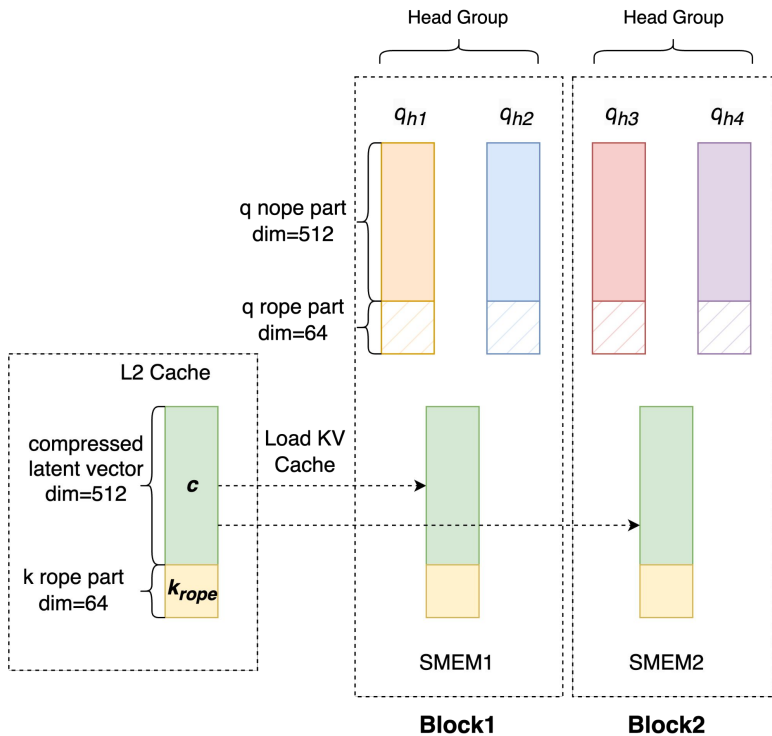 Head Group
Head Group
q_h1
q_h2
q_h3
q_h4
q nope part
dim=512
q rope part
dim=64
L2 Cache
compressed
latent vector
dim=512
c
Load KV
Cache
k rope part
dim=64
k_rope
SMEM1
SMEM2
Block1
Block2